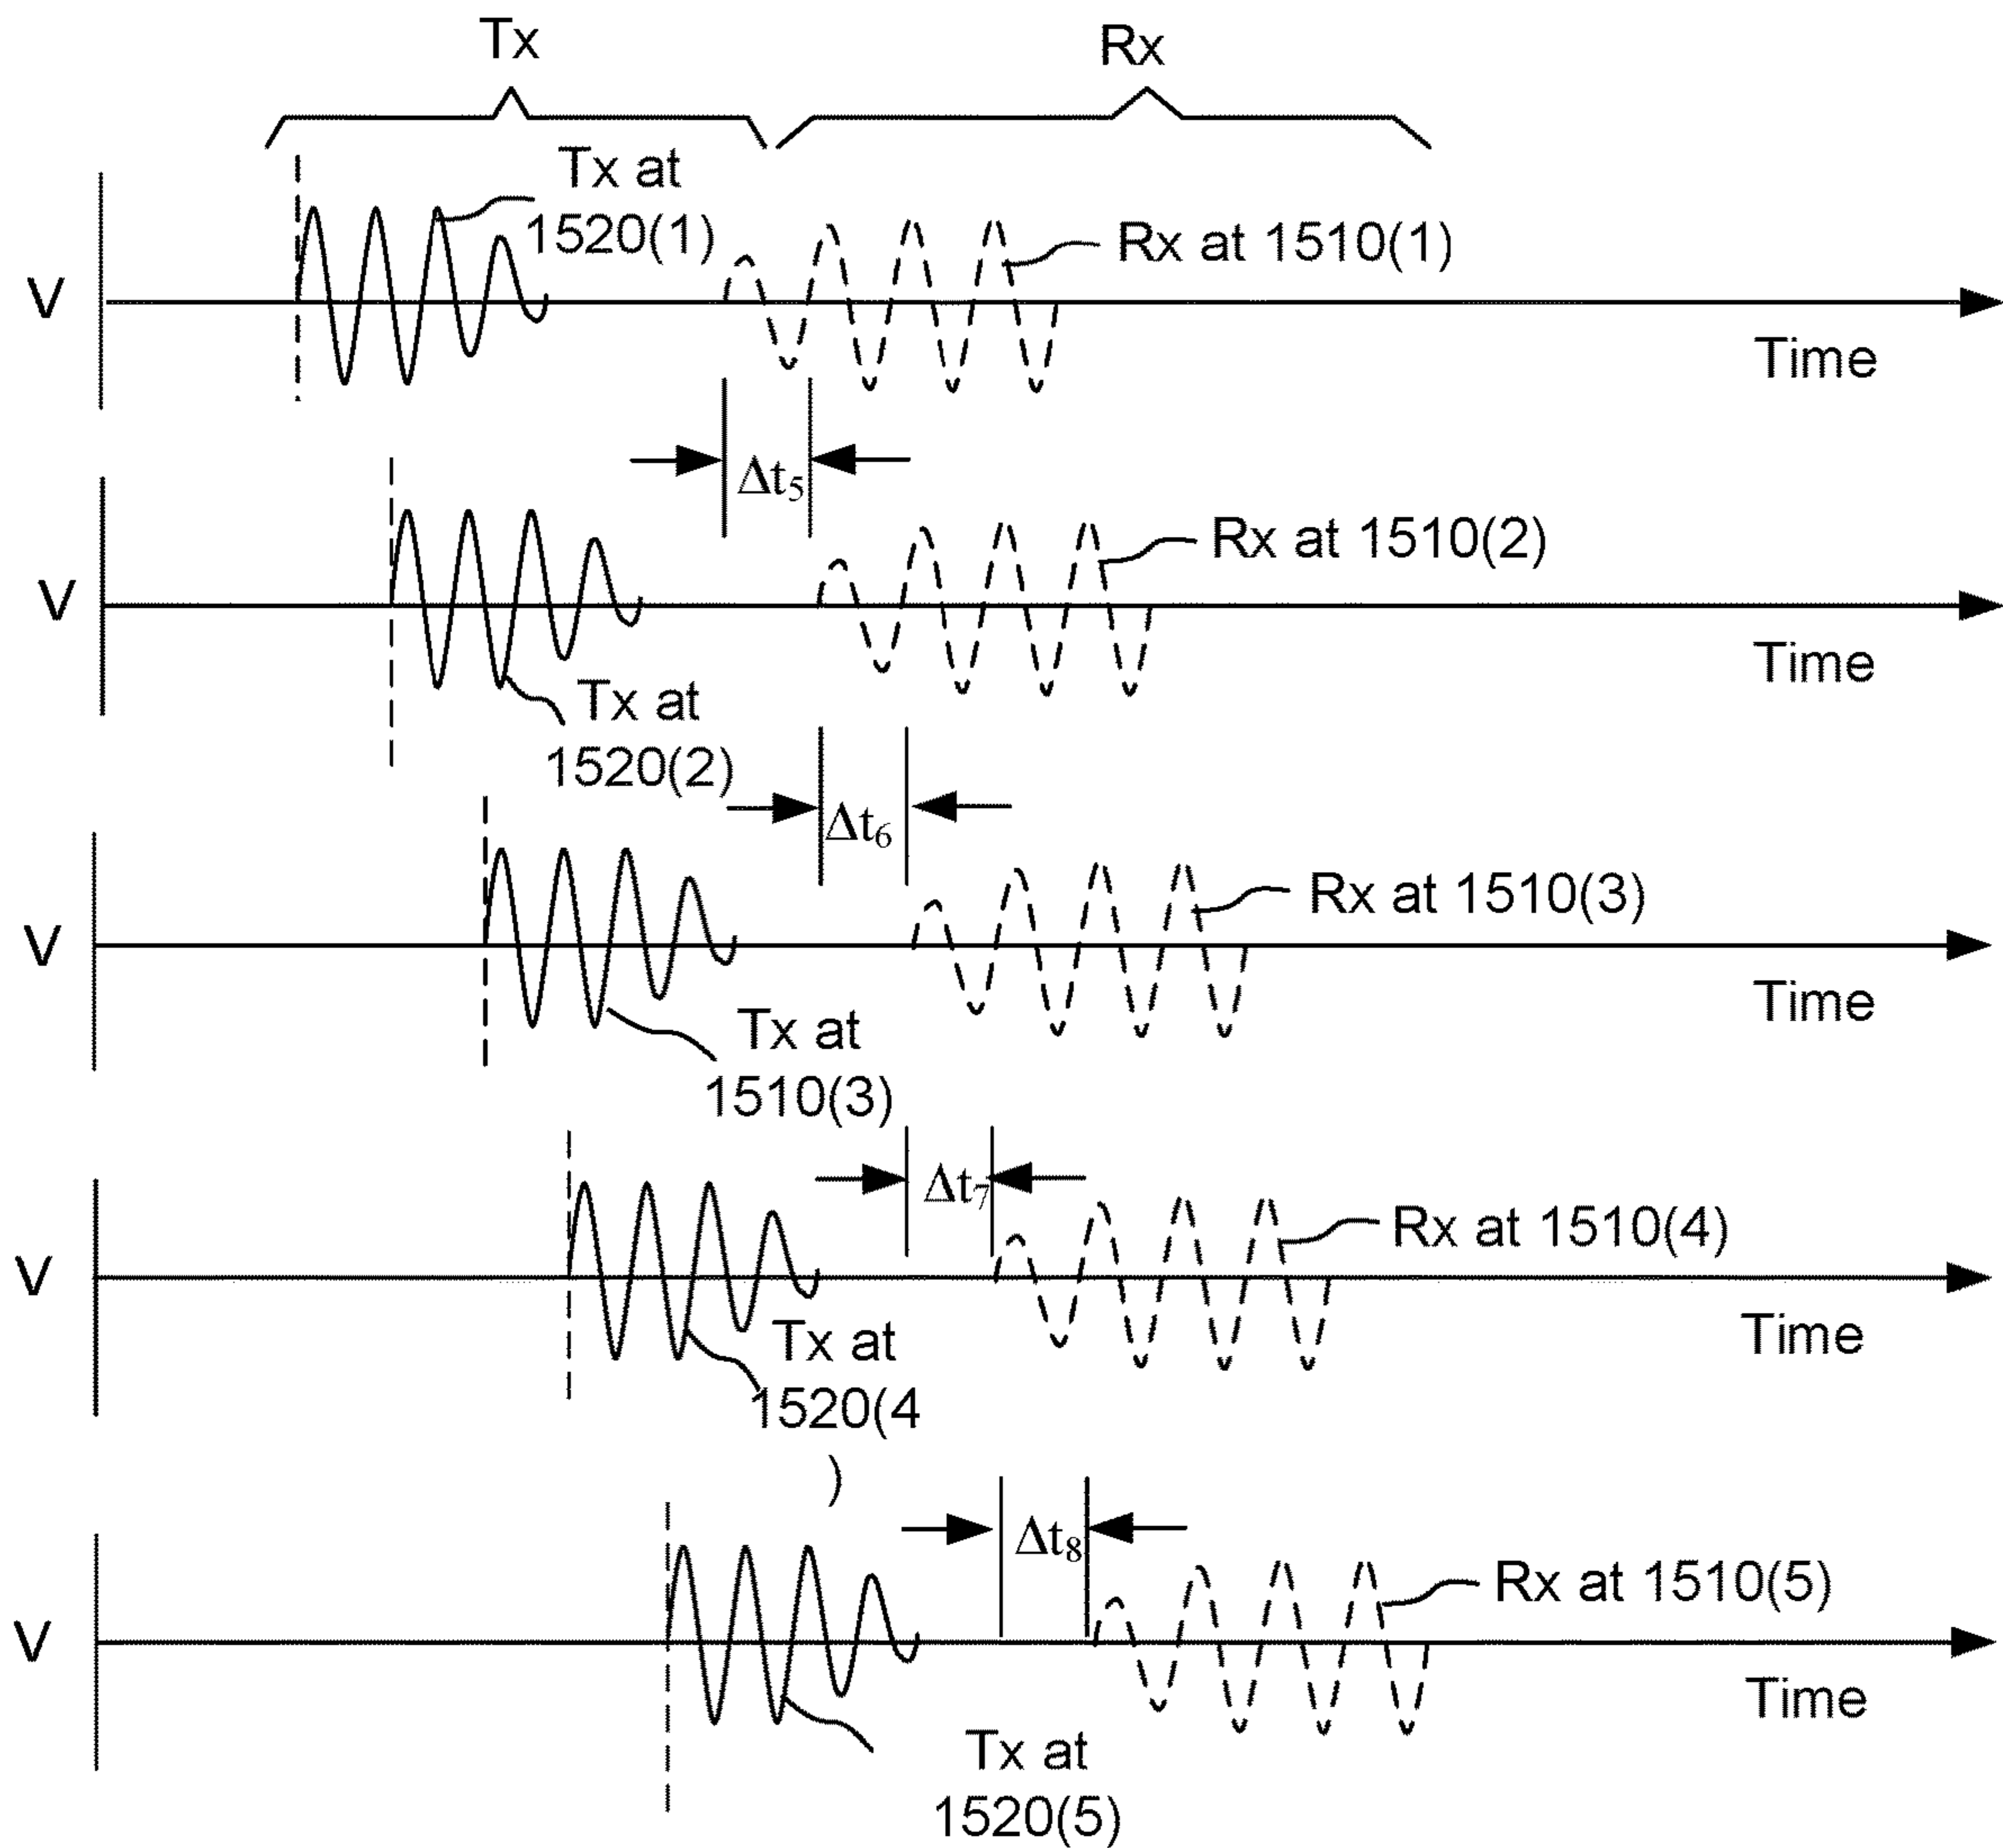 Tx
Rx
Tx at
1520(1)
Rx at 1510(1)
V
Time
Δt5
Rx at 1510(2)
V
Time
Tx at
1520(2)
Δt6
Rx at 1510(3)
V
Time
Tx at
1510(3)
Δt7
Rx at 1510(4)
V
Time
Tx at
1520(4
)
Δt8
Rx at 1510(5)
V
Time
Tx at
1520(5)